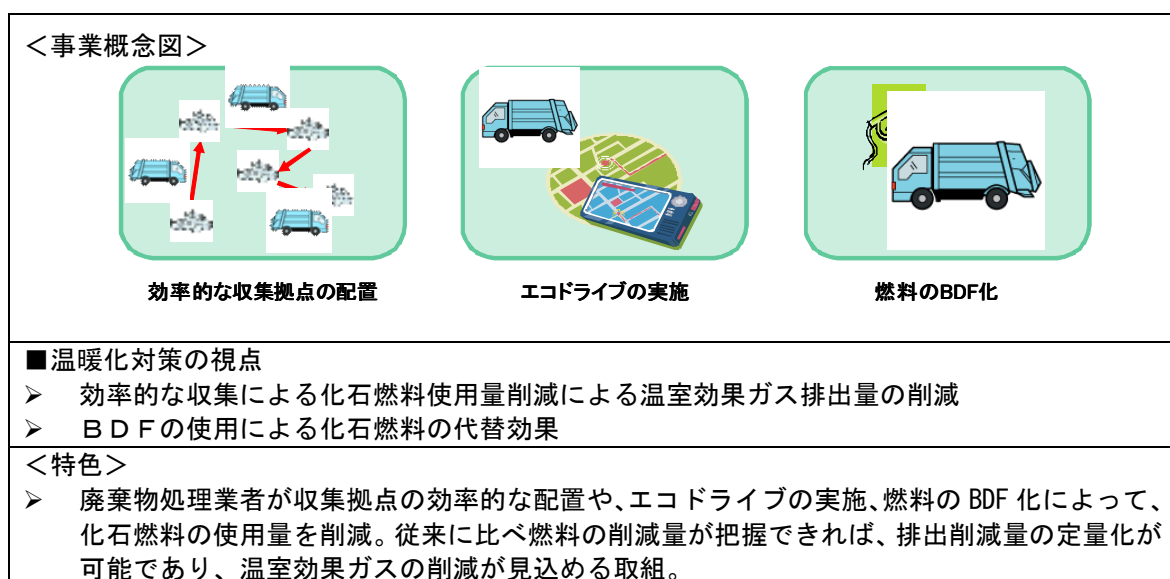 ＜事業概念図＞
効率的な収集拠点の配置
エコドライブの実施
燃料のBDF化
■温暖化対策の視点
➢ 効率的な収集による化石燃料使用量削減による温室効果ガス排出量の削減
➢ ＢＤＦの使用による化石燃料の代替効果
＜特色＞
➢ 廃棄物処理業者が収集拠点の効率的な配置や、エコドライブの実施、燃料の BDF 化によって、
化石燃料の使用量を削減。従来に比べ燃料の削減量が把握できれば、排出削減量の定量化が
可能であり、温室効果ガスの削減が見込める取組。